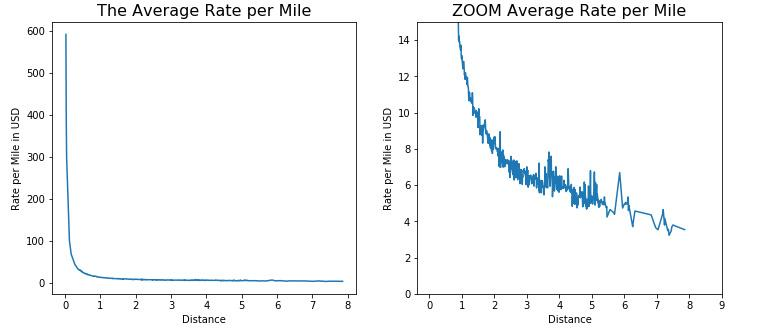 The Average Rate per Mile
Rate per Mile in USD
600
500
400
300
200
100
0
0 1 2 3 4 5 6 7 8
Distance
ZOOM Average Rate per Mile
Rate per Mile in USD
14
12
10
8
6
4
2
0
0 1 2 3 4 5 6 7 8 9
Distance